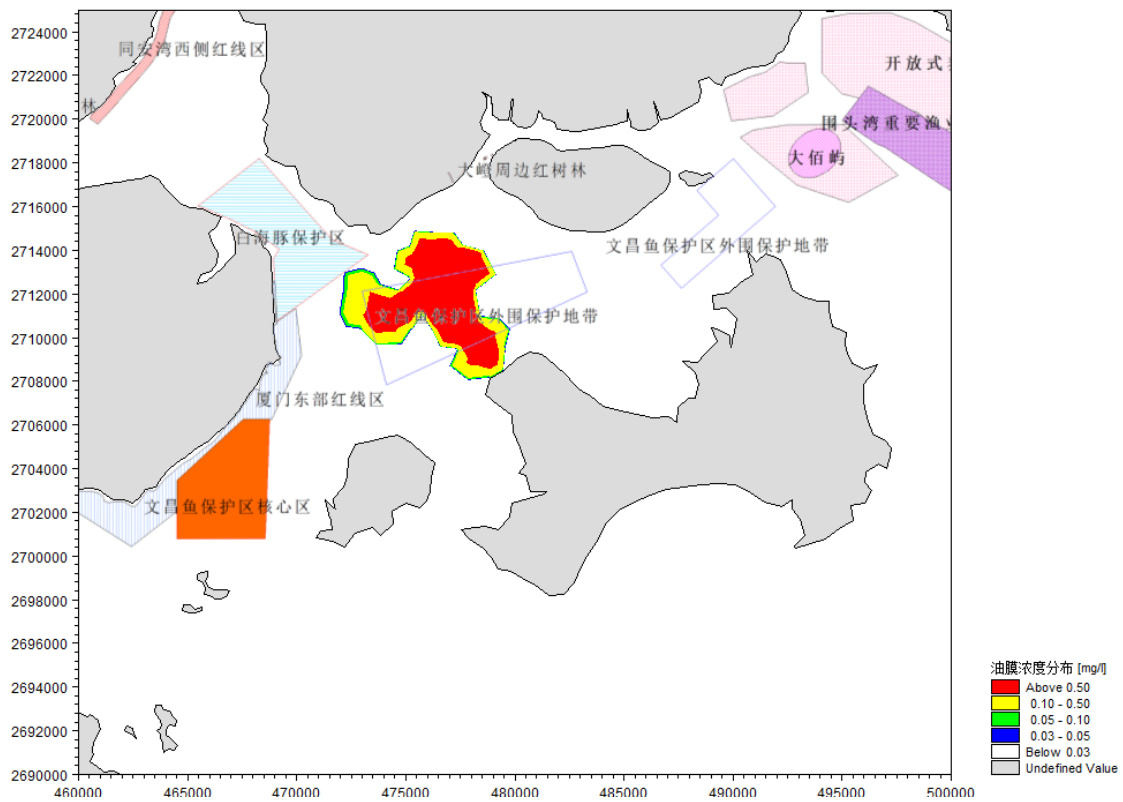 2724000
2722000
2720000
2718000
2716000
2714000
2712000
2710000
2708000
2706000
2704000
2702000
2700000
2698000
2696000
2694000
2692000
2690000
460000 465000 470000 475000 480000 485000 490000 495000 500000
同安湾西侧红线区
林
开放式
围头湾重要渔
大佰屿
大嶝周边红树林
白海豚保护区
文昌鱼保护区外围保护地带
文昌鱼保护区外围保护地带
厦门东部红线区
文昌鱼保护区核心区
油膜浓度分布 [mg/l]
Above 0.50
0.10 - 0.50
0.05 - 0.10
0.03 - 0.05
Below 0.03
Undefined Value